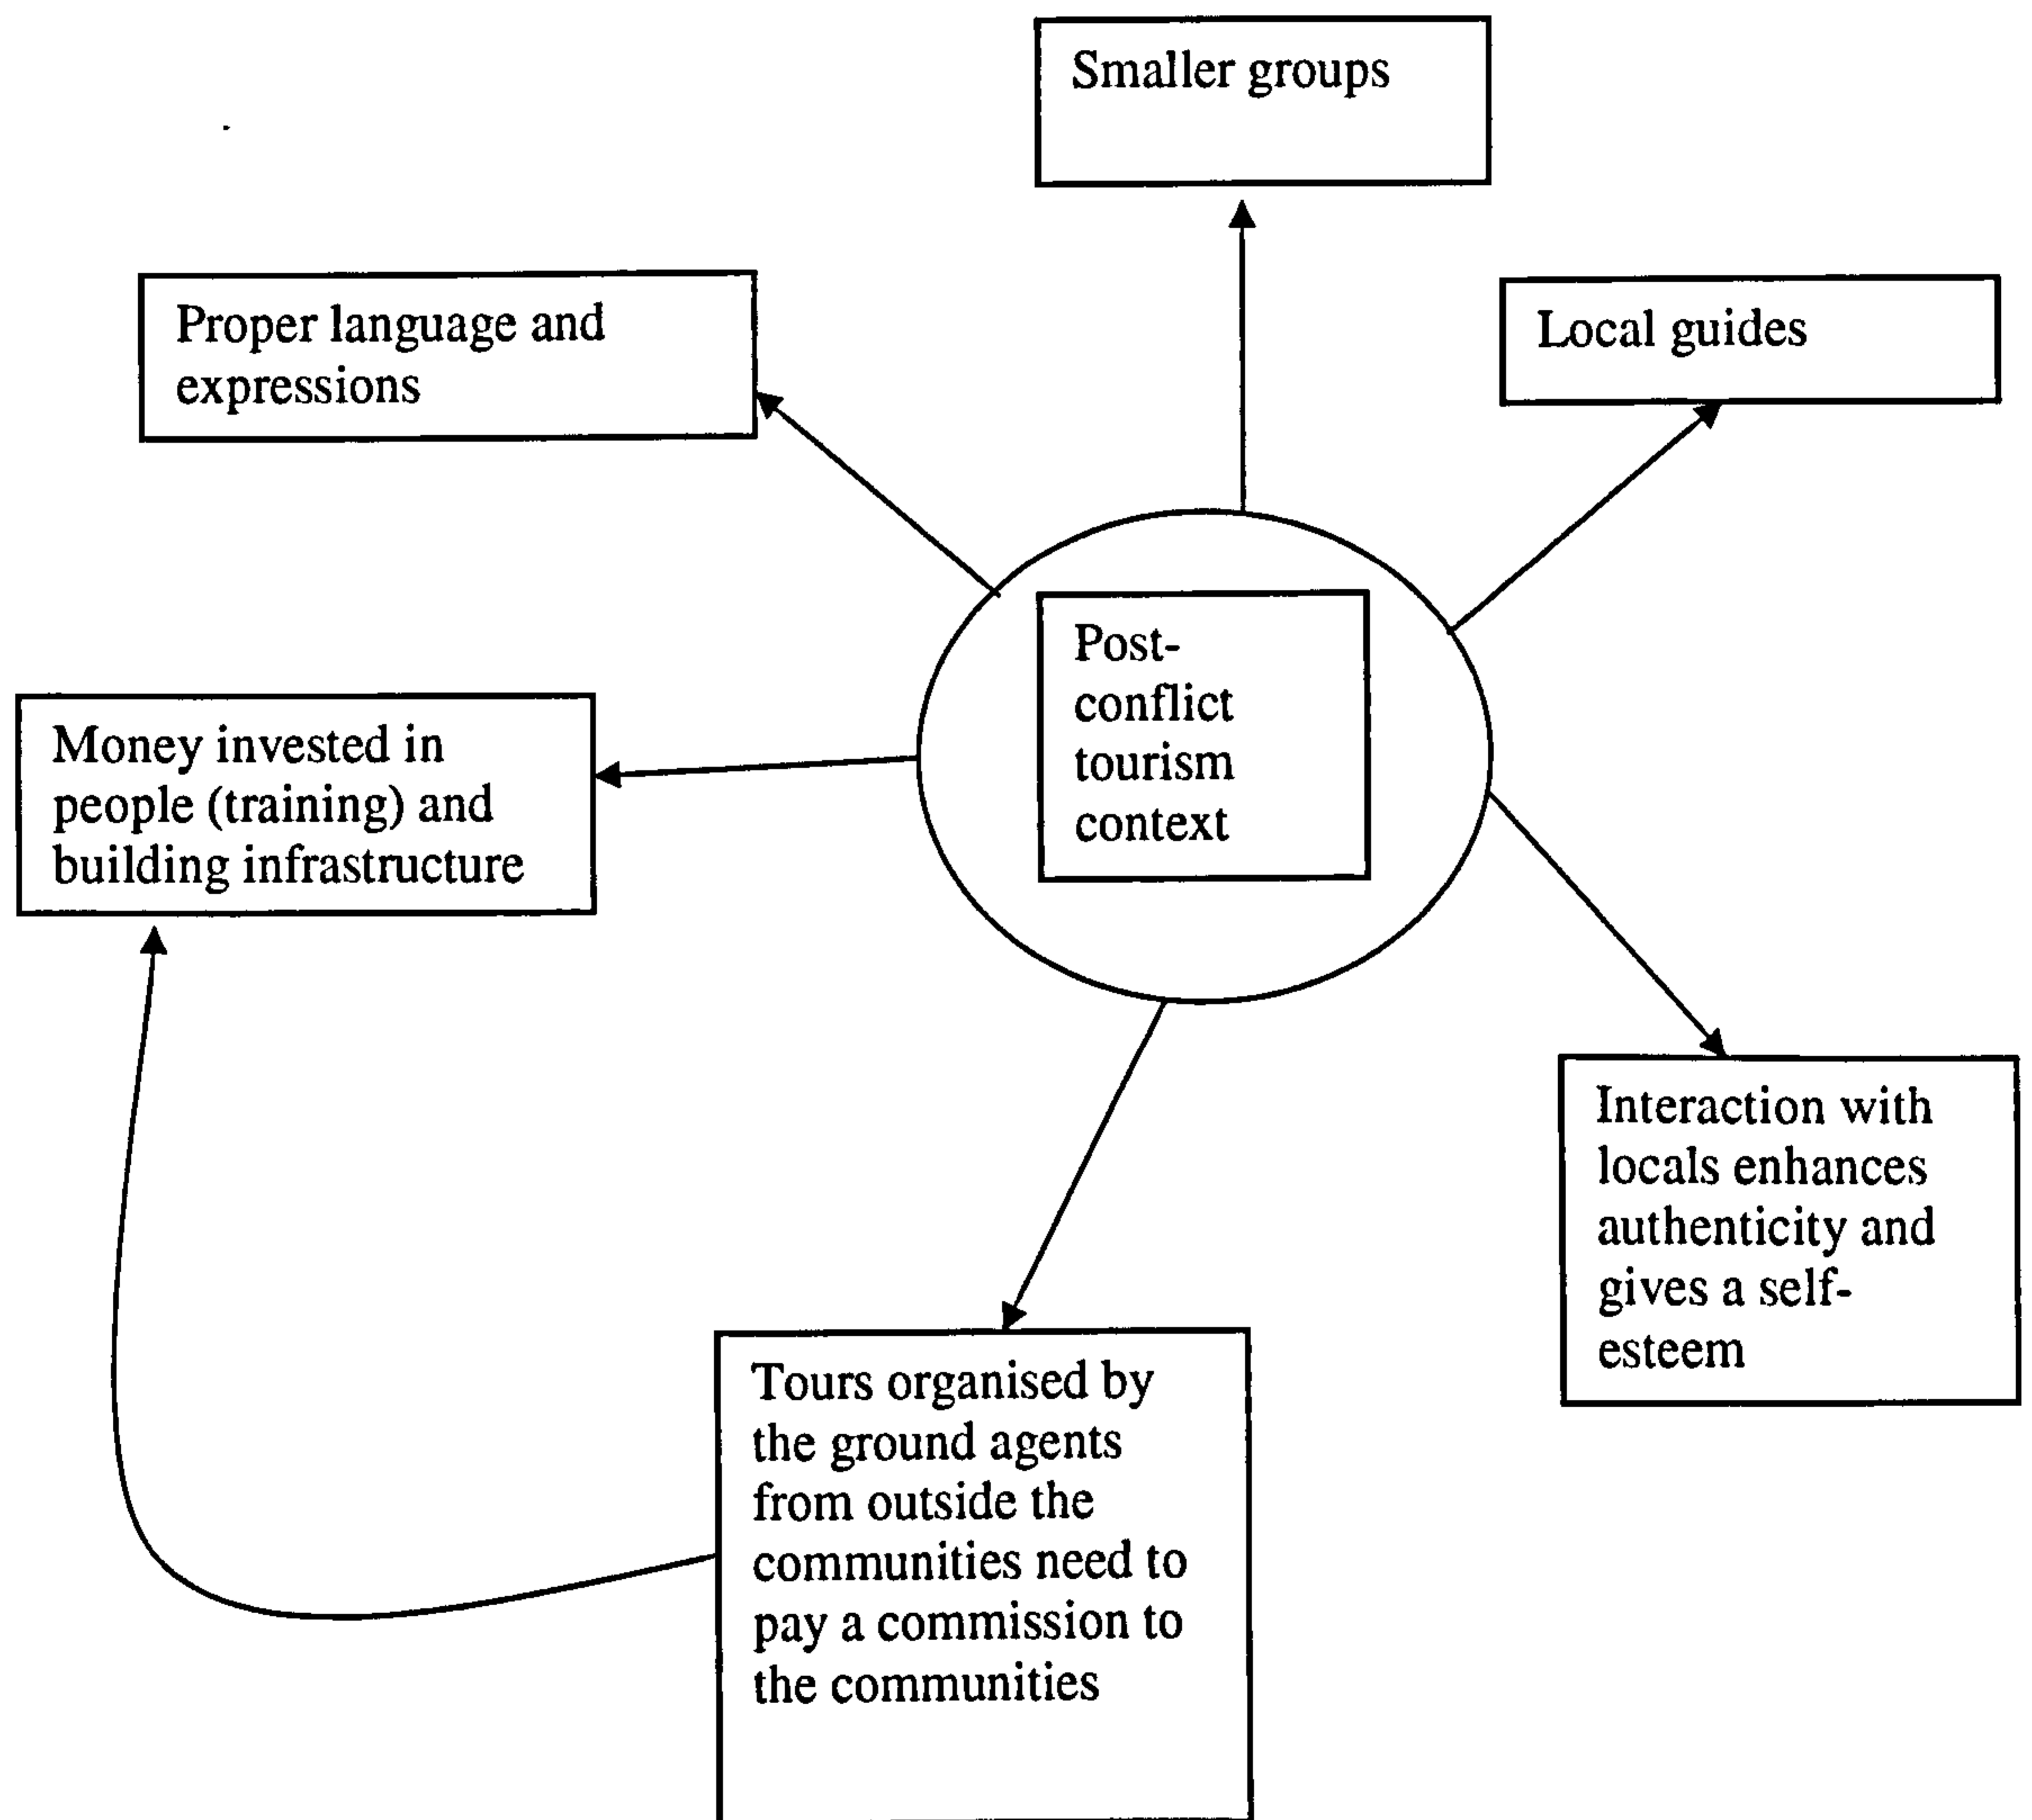 Smaller groups
Proper language and
expressions
Local guides
Post-
conflict
tourism
context
Money invested in
people (training) and
building infrastructure
Interaction with
locals enhances
authenticity and
gives a self-
esteem
Tours organised by
the ground agents
from outside the
communities need to
pay a commission to
the communities